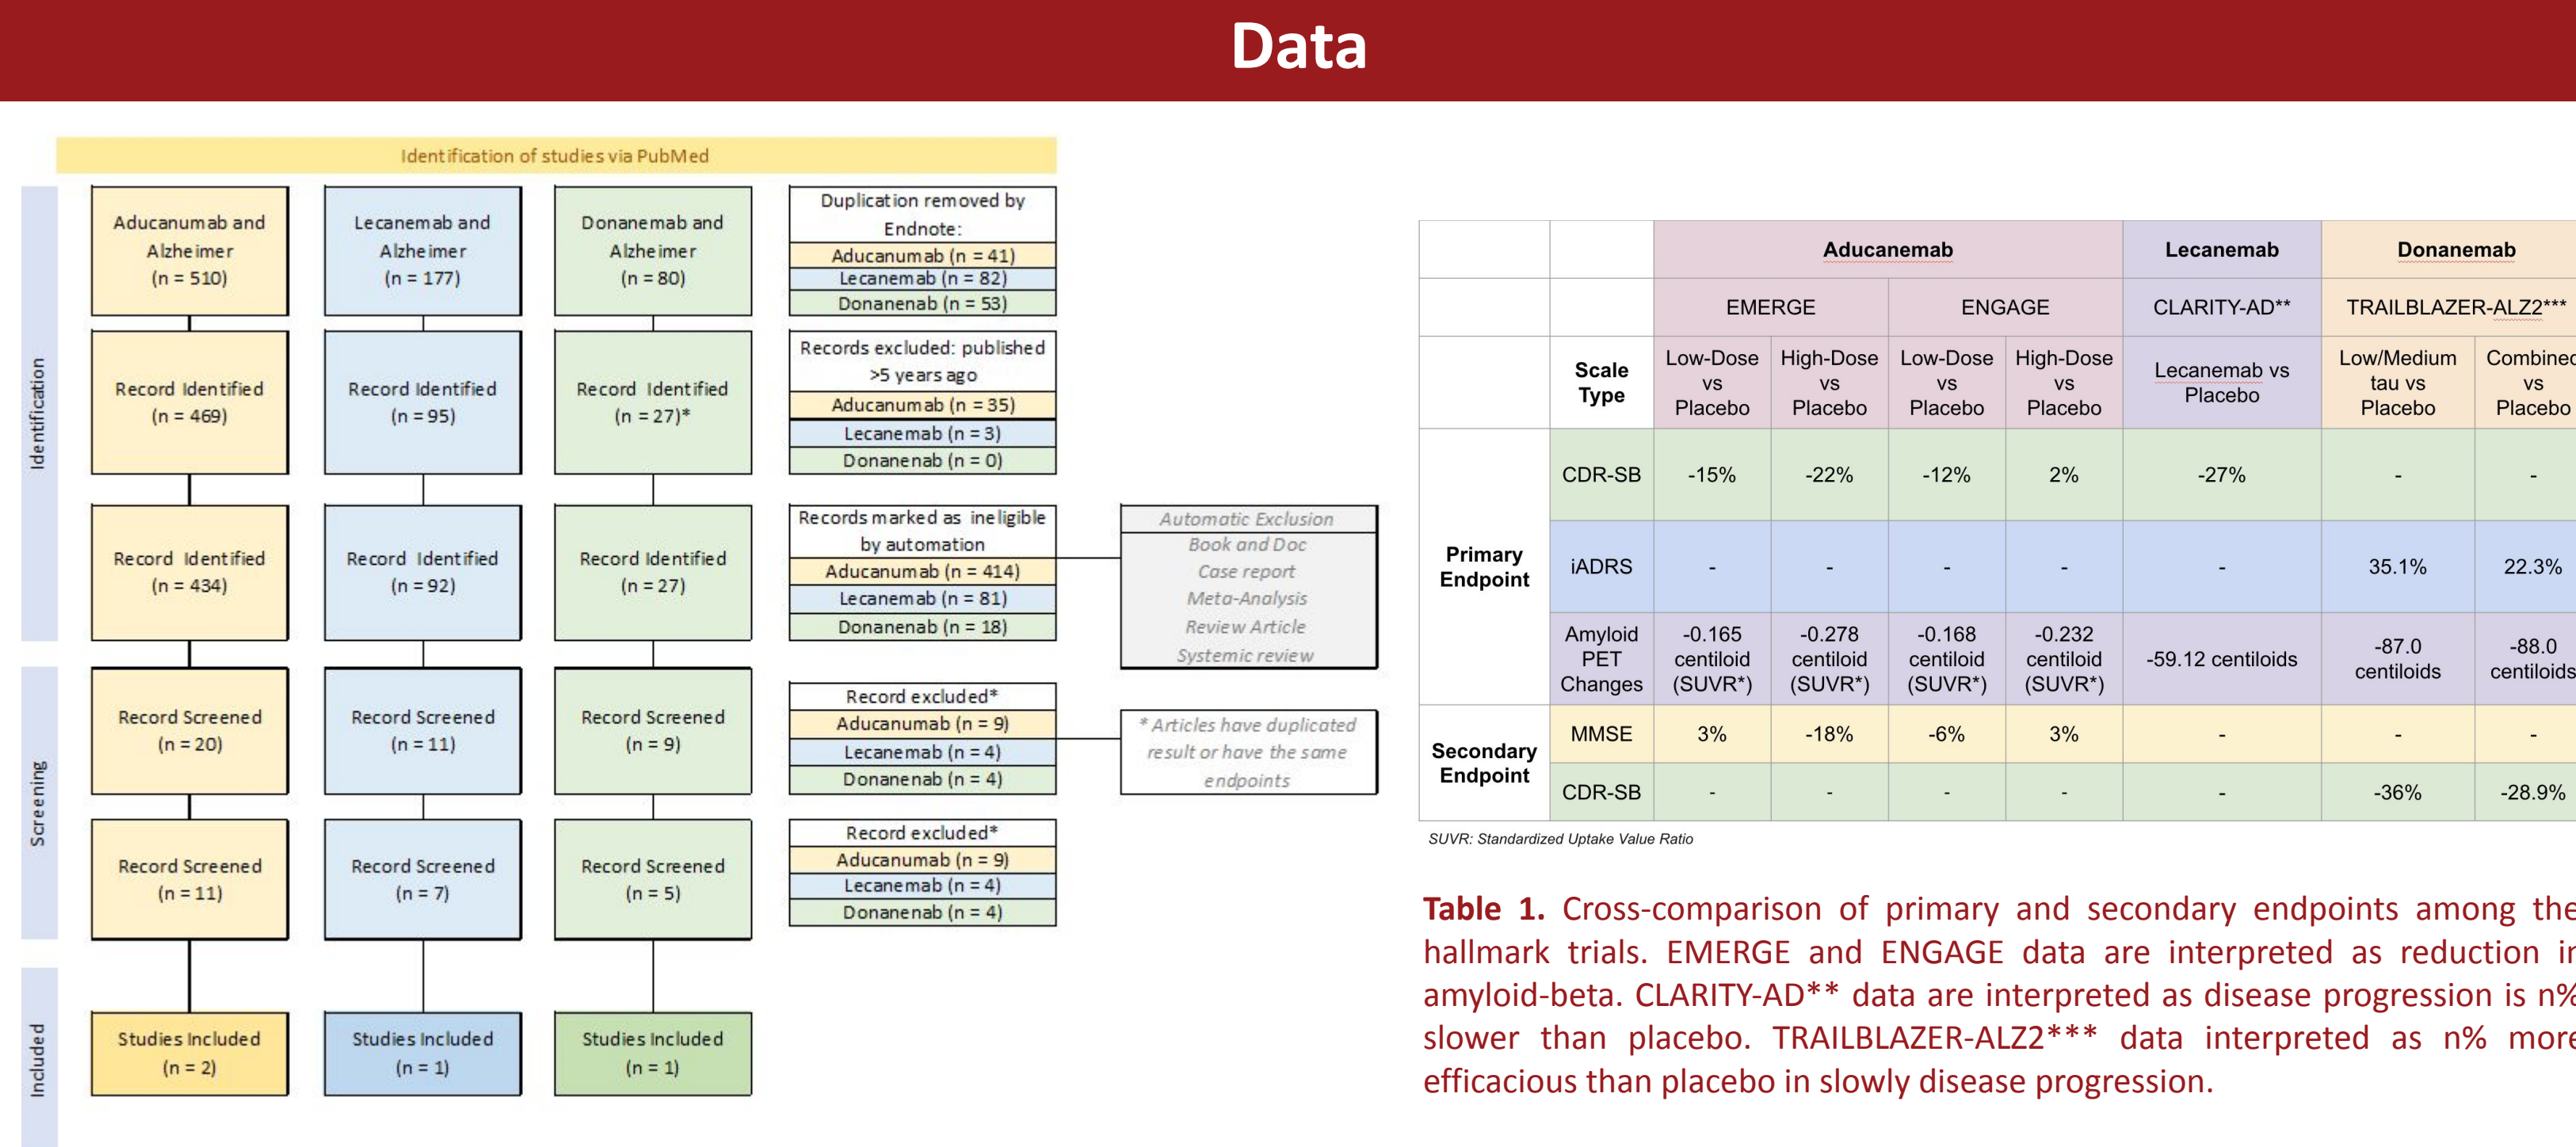 Data
Identification of studies via PubMed
Identification
Screening
Included
Aducanumab and
Alzheimer
(n = 510)
Lecanemab and
Alzheimer
(n = 177)
Donanemab and
Alzheimer
(n = 80)
Duplication removed by
Endnote:
Aducanumab (n = 41)
Lecanemab (n = 82)
Donanenab (n = 53)
Record Identified
(n = 469)
Record Identified
(n = 95)
Record Identified
(n = 27)*
Records excluded: published
>5 years ago
Aducanumab (n = 35)
Lecanemab (n = 3)
Donanenab (n = 0)
Record Identified
(n = 434)
Record Identified
(n = 92)
Record Identified
(n = 27)
Records marked as ineligible
by automation
Aducanumab (n = 414)
Lecanemab (n = 81)
Donanenab (n = 18)
Automatic Exclusion
Book and Doc
Case report
Meta-Analysis
Review Article
Systemic review
Record Screened
(n = 20)
Record Screened
(n = 11)
Record Screened
(n = 9)
Record excluded*
Aducanumab (n = 9)
Lecanemab (n = 4)
Donanenab (n = 4)
* Articles have duplicated
result or have the same
endpoints
Record Screened
(n = 11)
Record Screened
(n = 7)
Record Screened
(n = 5)
Record excluded*
Aducanumab (n = 9)
Lecanemab (n = 4)
Donanenab (n = 4)
Studies Included
(n = 2)
Studies Included
(n = 1)
Studies Included
(n = 1)
Aducanemab Lecanemab Donanemab
EMERGE ENGAGE CLARITY-AD** TRAILBLAZER-ALZ2***
Scale
Type
Low-Dose
vs
Placebo
High-Dose
vs
Placebo
Low-Dose
vs
Placebo
High-Dose
vs
Placebo
Lecanemab vs
Placebo
Low/Medium
tau vs
Placebo
Combined
vs
Placebo
Primary
Endpoint
CDR-SB -15% -22% -12% 2% -27% - -
iADRS - - - - - 35.1% 22.3%
Amyloid
PET
Changes
-0.165
centiloid
(SUVR*)
-0.278
centiloid
(SUVR*)
-0.168
centiloid
(SUVR*)
-0.232
centiloid
(SUVR*)
-59.12 centiloids
-87.0
centiloids
-88.0
centiloids
Secondary
Endpoint
MMSE 3% -18% -6% 3% - - -
CDR-SB - - - - - -36% -28.9%
SUVR: Standardized Uptake Value Ratio
Table 1. Cross-comparison of primary and secondary endpoints among the
hallmark trials. EMERGE and ENGAGE data are interpreted as reduction in
amyloid-beta. CLARITY-AD** data are interpreted as disease progression is n%
slower than placebo. TRAILBLAZER-ALZ2*** data interpreted as n% more
efficacious than placebo in slowly disease progression.